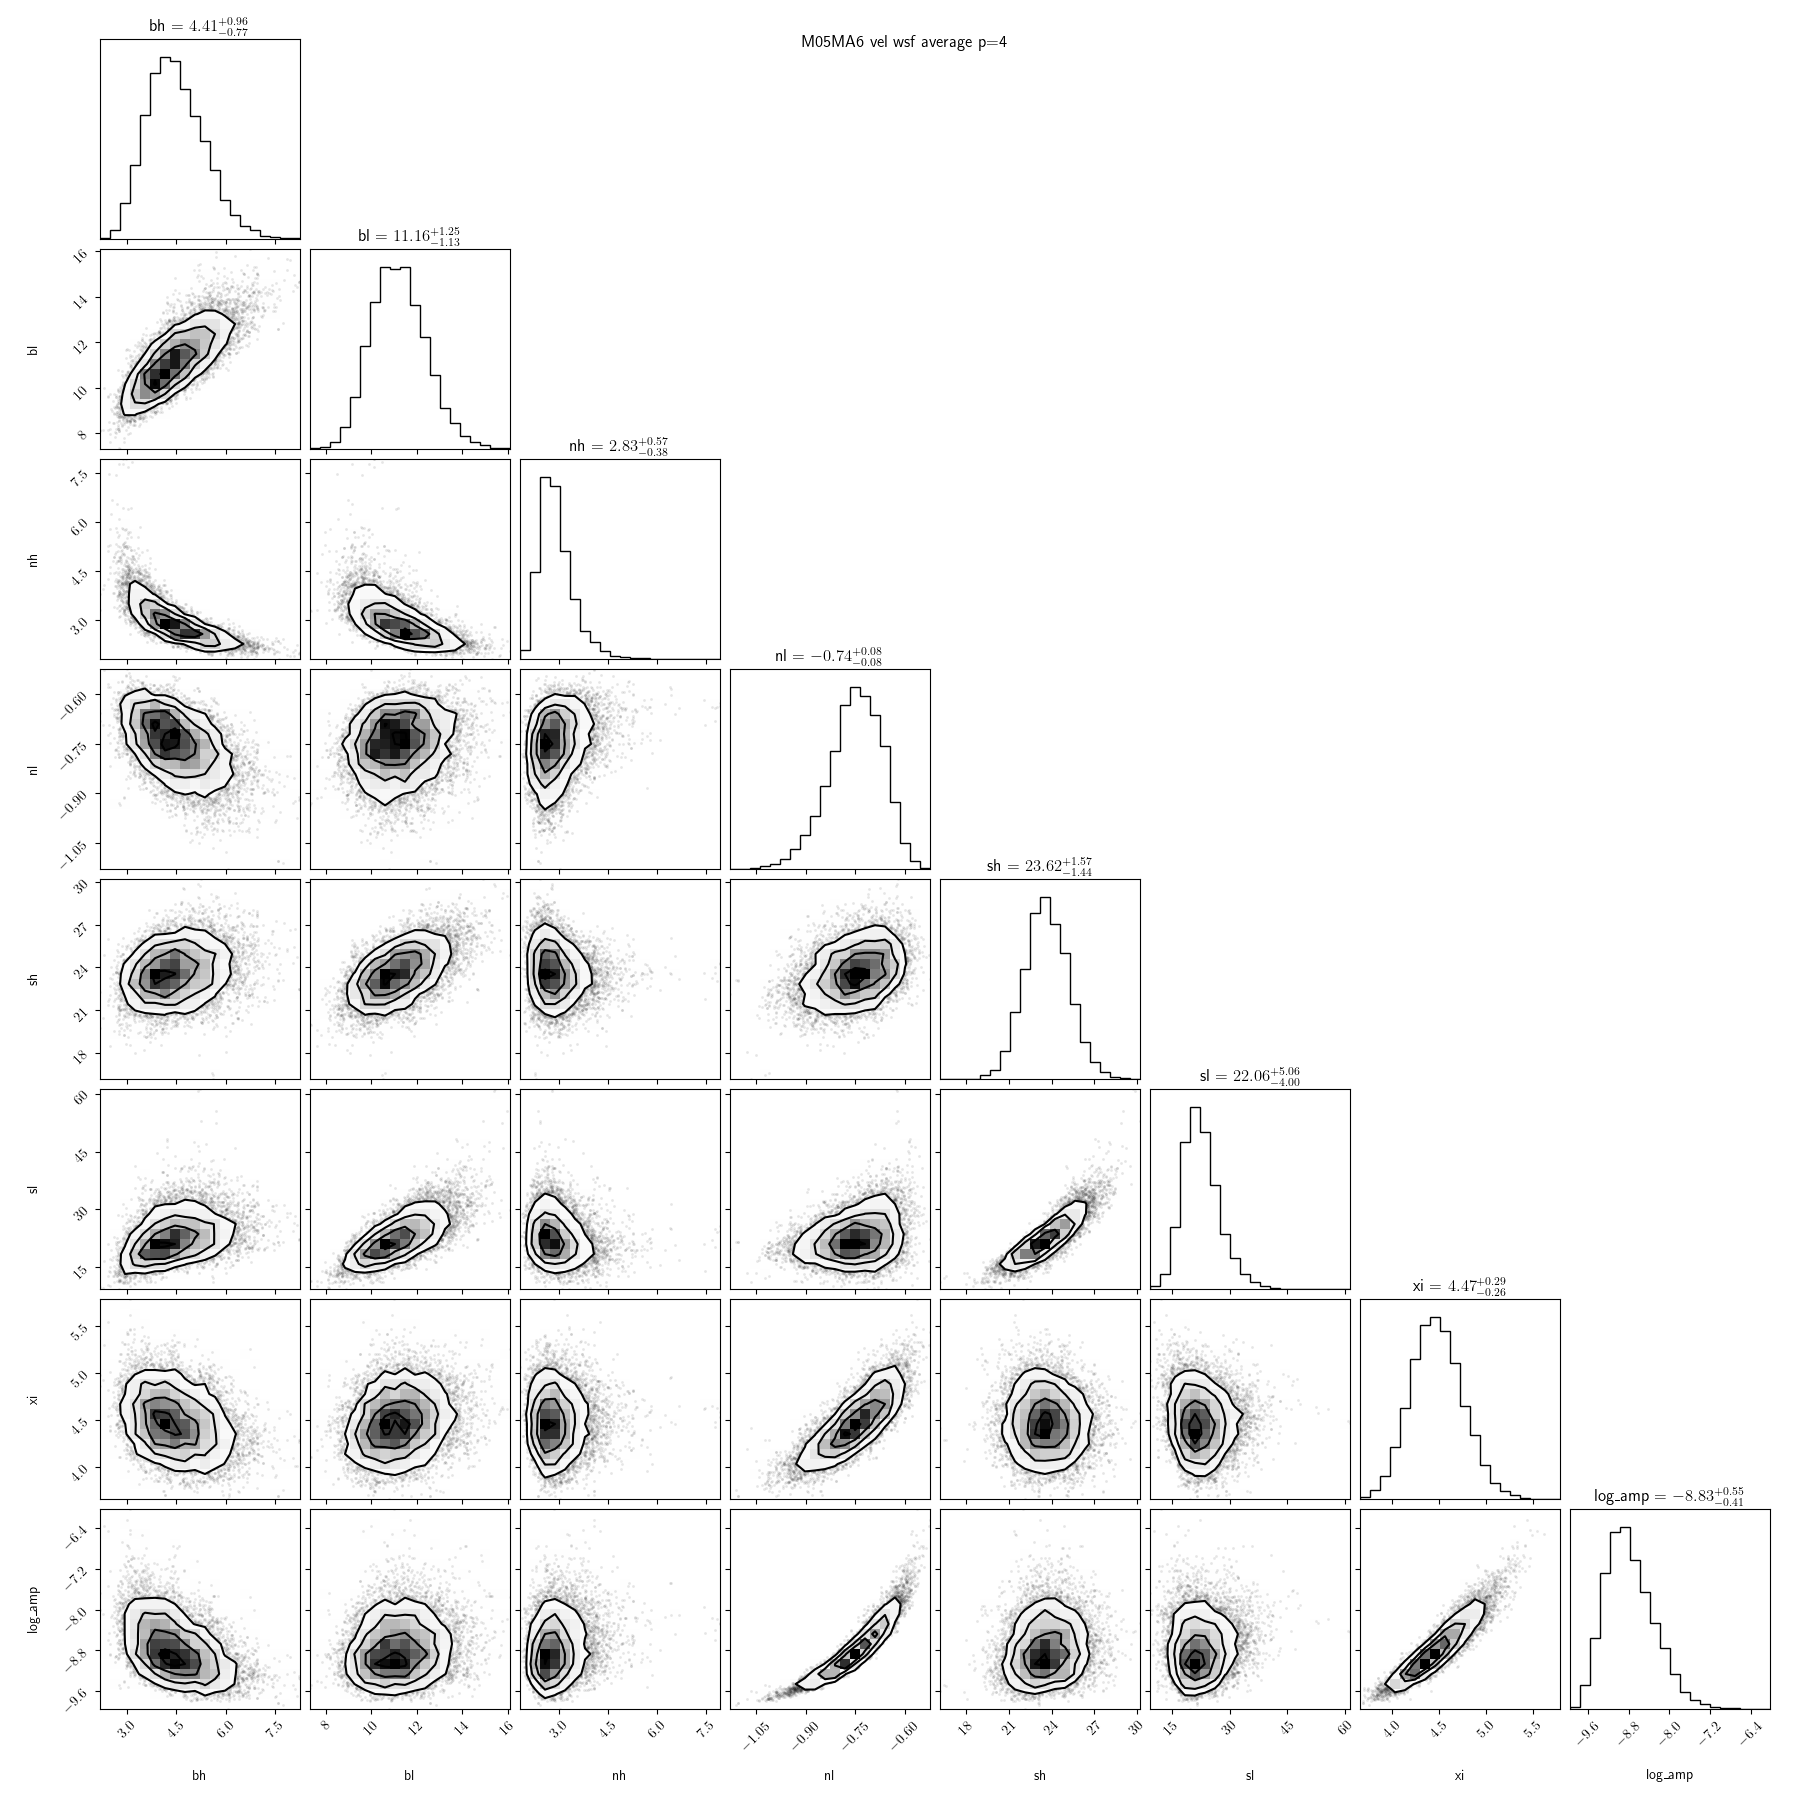 bh = 4.41^{+0.96}_{-0.77}
M05MA6 vel wsf average p=4
bl = 11.16^{+1.25}_{-1.13}
16
14
12
10
8
bl
nh = 2.83^{+0.57}_{-0.38}
7.5
6.0
4.5
3.0
nh
nl = −0.74^{+0.08}_{-0.08}
−0.60
−0.75
−0.90
−1.05
nl
sh = 23.62^{+1.57}_{-1.44}
30
27
24
21
18
sh
sl = 22.06^{+5.06}_{-4.00}
60
45
30
15
sl
xi = 4.47^{+0.29}_{-0.26}
5.5
5.0
4.5
4.0
xi
log_amp = −8.83^{+0.55}_{-0.41}
−6.4
−7.2
−8.0
−8.8
−9.6
log_amp
3.0 4.5 6.0 7.5 8 10 12 14 16 3.0 4.5 6.0 7.5 −1.05 −0.90 −0.75 −0.60 18 21 24 27 30 15 30 45 60 4.0 4.5 5.0 5.5 −9.6 −8.8 −8.0 −7.2 −6.4
bh bl nh nl sh sl xi log_amp